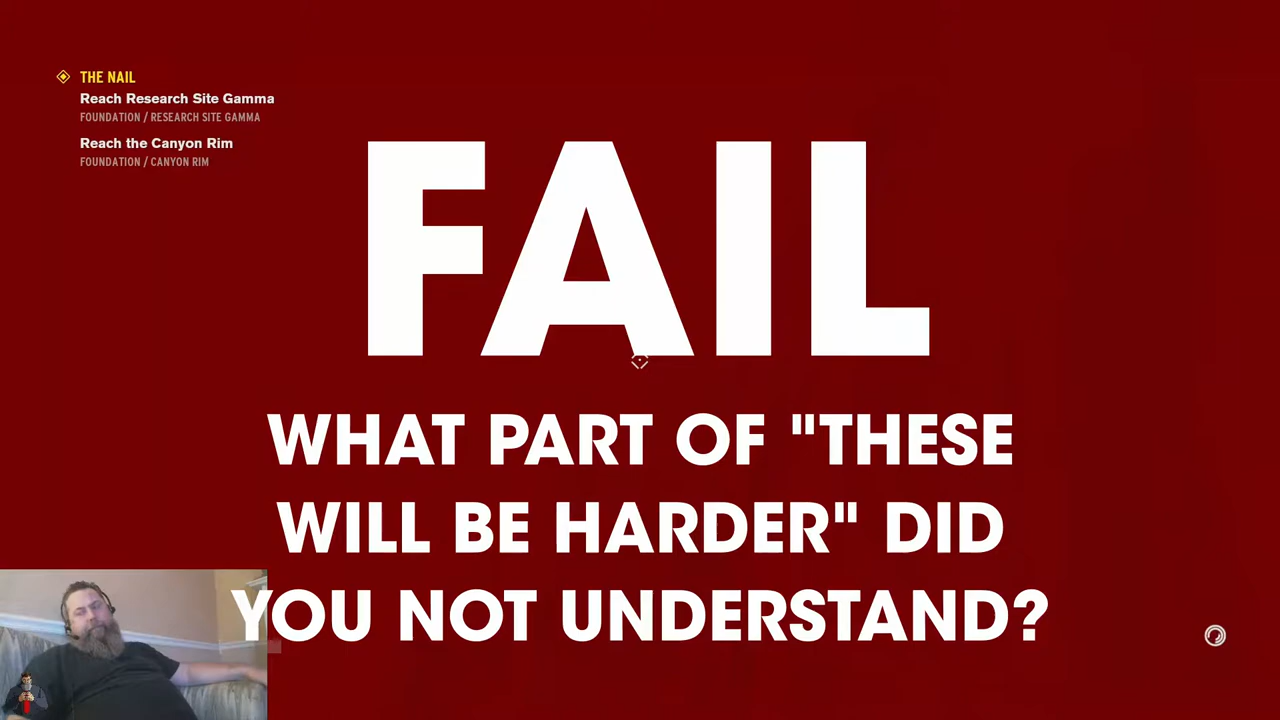 THE NAIL
Reach Research Site Gamma
FOUNDATION / RESEARCH SITE GAMMA
Reach the Canyon Rim
FOUNDATION / CANYON RIM
FAIL
WHAT PART OF "THESE
WILL BE HARDER" DID
YOU NOT UNDERSTAND?